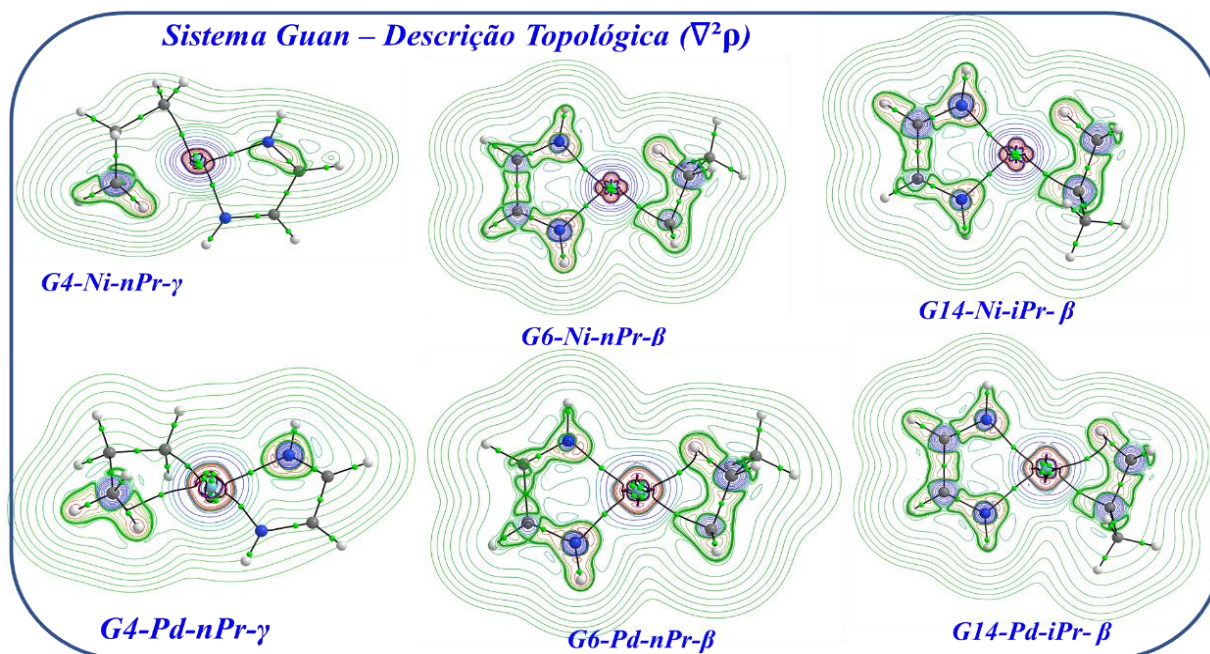 Sistema Guan – Descrição Topológica (∇²ρ)
G4-Ni-nPr-γ
G6-Ni-nPr-β
G14-Ni-iPr- β
G4-Pd-nPr-γ
G6-Pd-nPr-β
G14-Pd-iPr- β